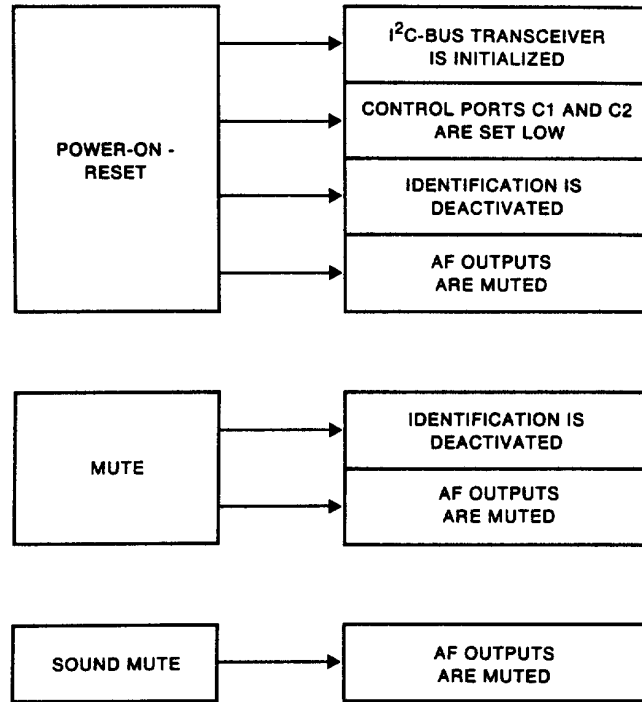 POWER-ON -
RESET
I²C-BUS TRANSCEIVER
IS INITIALIZED
CONTROL PORTS C1 AND C2
ARE SET LOW
IDENTIFICATION IS
DEACTIVATED
AF OUTPUTS
ARE MUTED
MUTE
IDENTIFICATION IS
DEACTIVATED
AF OUTPUTS
ARE MUTED
SOUND MUTE
AF OUTPUTS
ARE MUTED